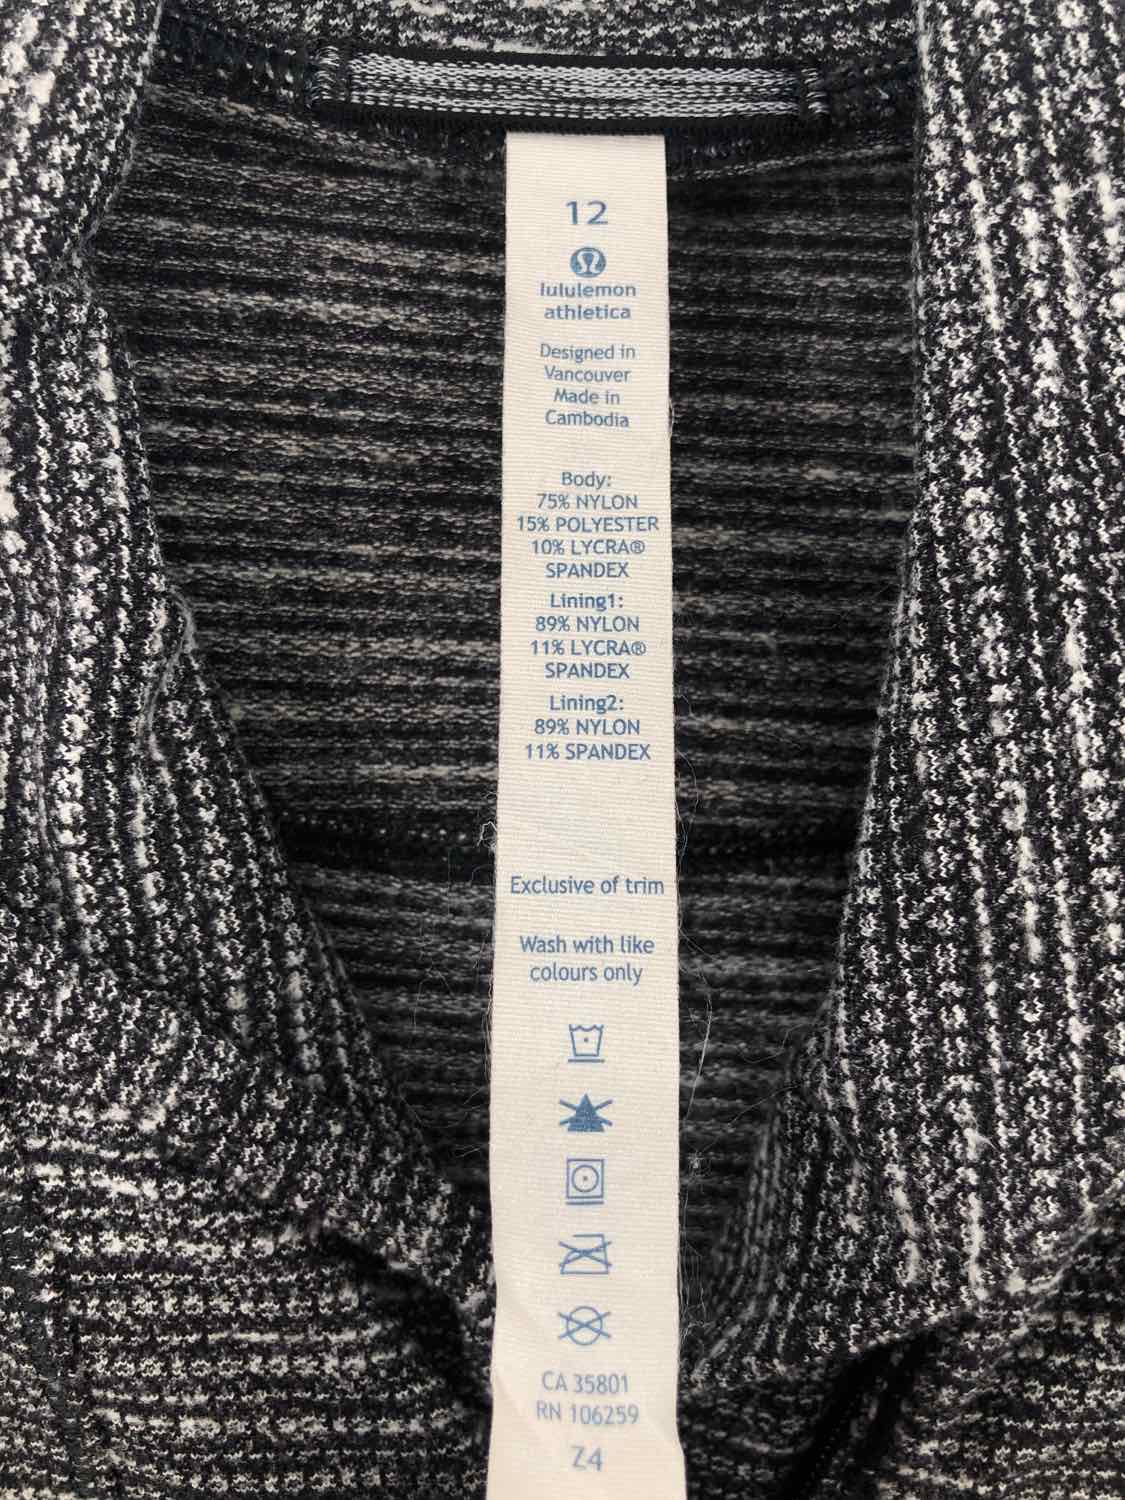 12
lululemon
athletica
Designed in
Vancouver
Made in
Cambodia
Body:
75% NYLON
15% POLYESTER
10% LYCRA®
SPANDEX
Lining1:
89% NYLON
11% LYCRA®
SPANDEX
Lining2:
89% NYLON
11% SPANDEX
Exclusive of trim
Wash with like
colours only
CA 35801
RN 106259
Z4